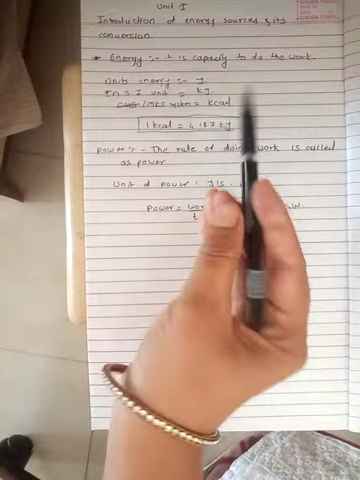 Unit-I
Introduction of energy sources & its
conversion.
* Energy :- it is capacity to do the work.
Units energy :- J.
In S.I unit = KJ.
/MKS system = Kcal
1 kcal = 4.187 kJ
Power :- The rate of doing work is called
as power
Unit of power : J/s
Power = wor
t
W